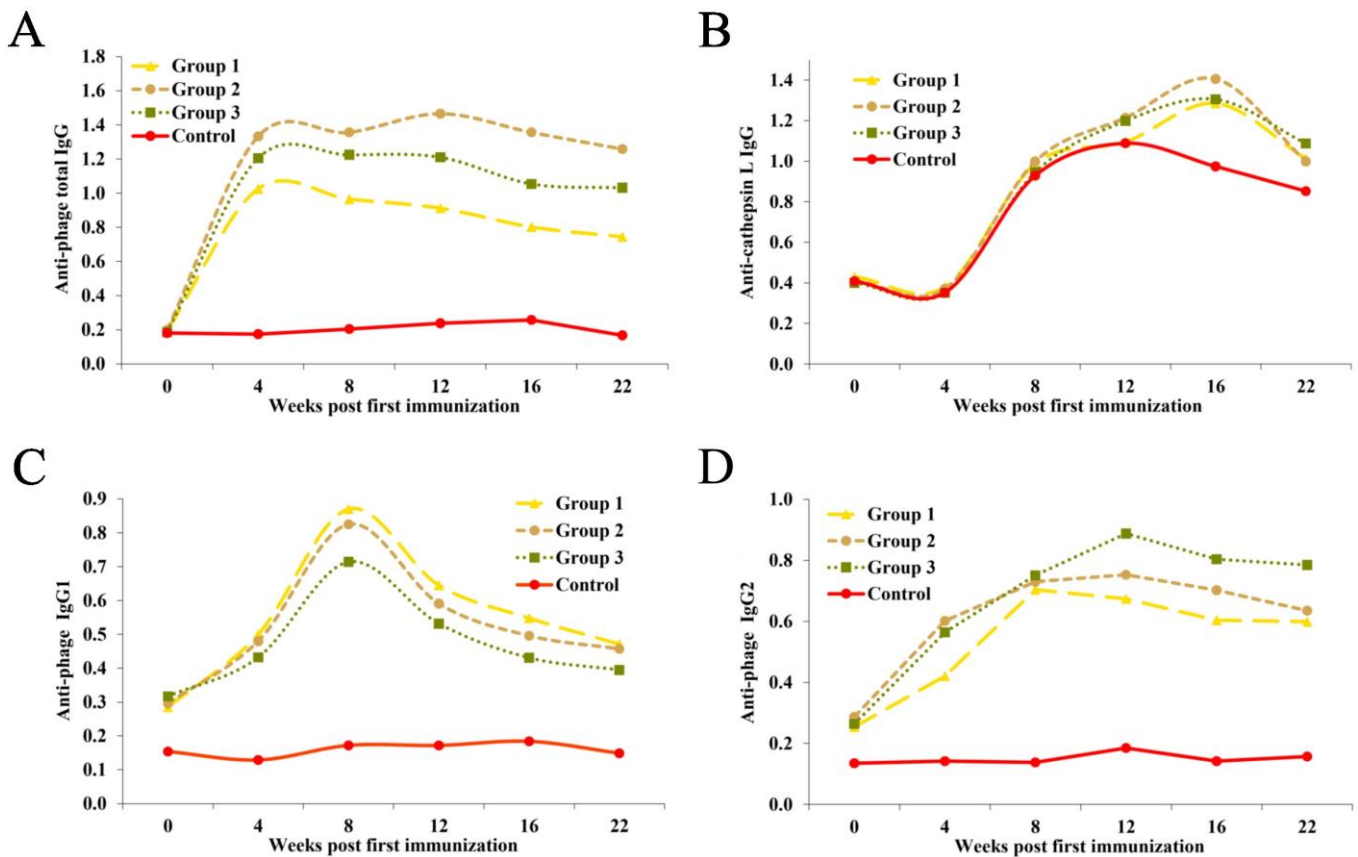 A
Anti-phage total IgG
1.8
1.6
1.4
1.2
1.0
0.8
0.6
0.4
0.2
0.0
Group 1
Group 2
Group 3
Control
0 4 8 12 16 22
Weeks post first immunization
B
Anti-cathepsin L IgG
1.4
1.2
1.0
0.8
0.6
0.4
0.2
0.0
Group 1
Group 2
Group 3
Control
0 4 8 12 16 22
Weeks post first immunization
C
Anti-phage IgG1
0.9
0.8
0.7
0.6
0.5
0.4
0.3
0.2
0.1
0.0
Group 1
Group 2
Group 3
Control
0 4 8 12 16 22
Weeks post first immunization
D
Anti-phage IgG2
1.0
0.8
0.6
0.4
0.2
0.0
Group 1
Group 2
Group 3
Control
0 4 8 12 16 22
Weeks post first immunization